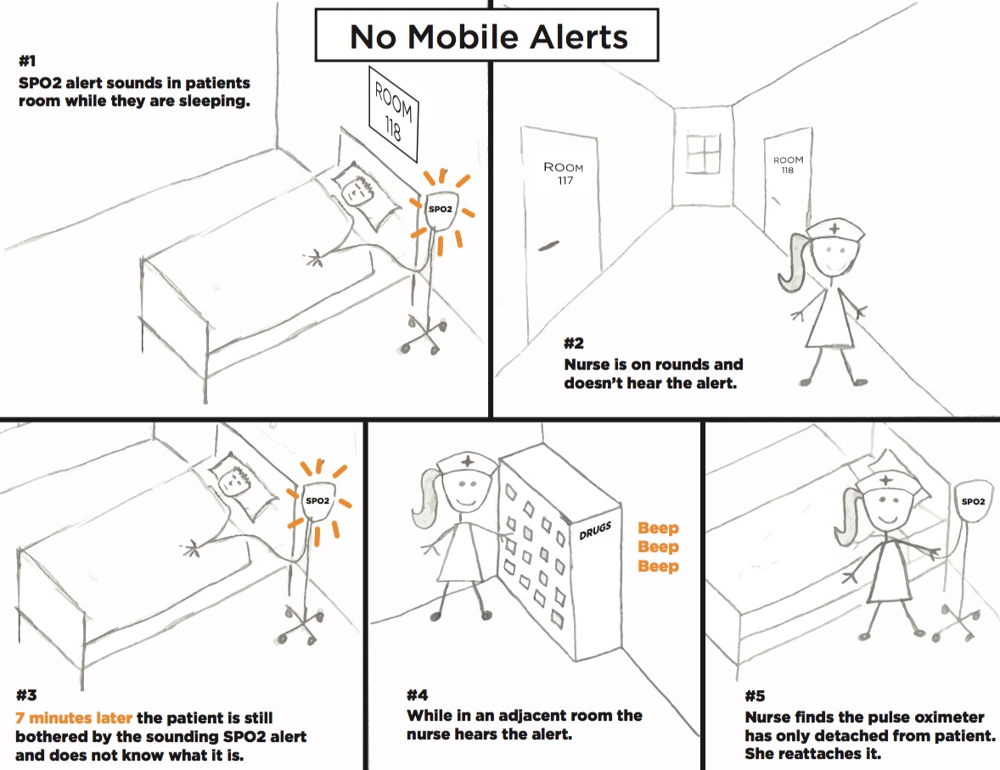 No Mobile Alerts
#1
SPO2 alert sounds in patients
room while they are sleeping.
ROOM
118
SPO2
ROOM
117
ROOM
118
#2
Nurse is on rounds and
doesn't hear the alert.
SPO2
#3
7 minutes later the patient is still
bothered by the sounding SPO2 alert
and does not know what it is.
DRUGS
Beep
Beep
Beep
#4
While in an adjacent room the
nurse hears the alert.
SPO2
#5
Nurse finds the pulse oximeter
has only detached from patient.
She reattaches it.